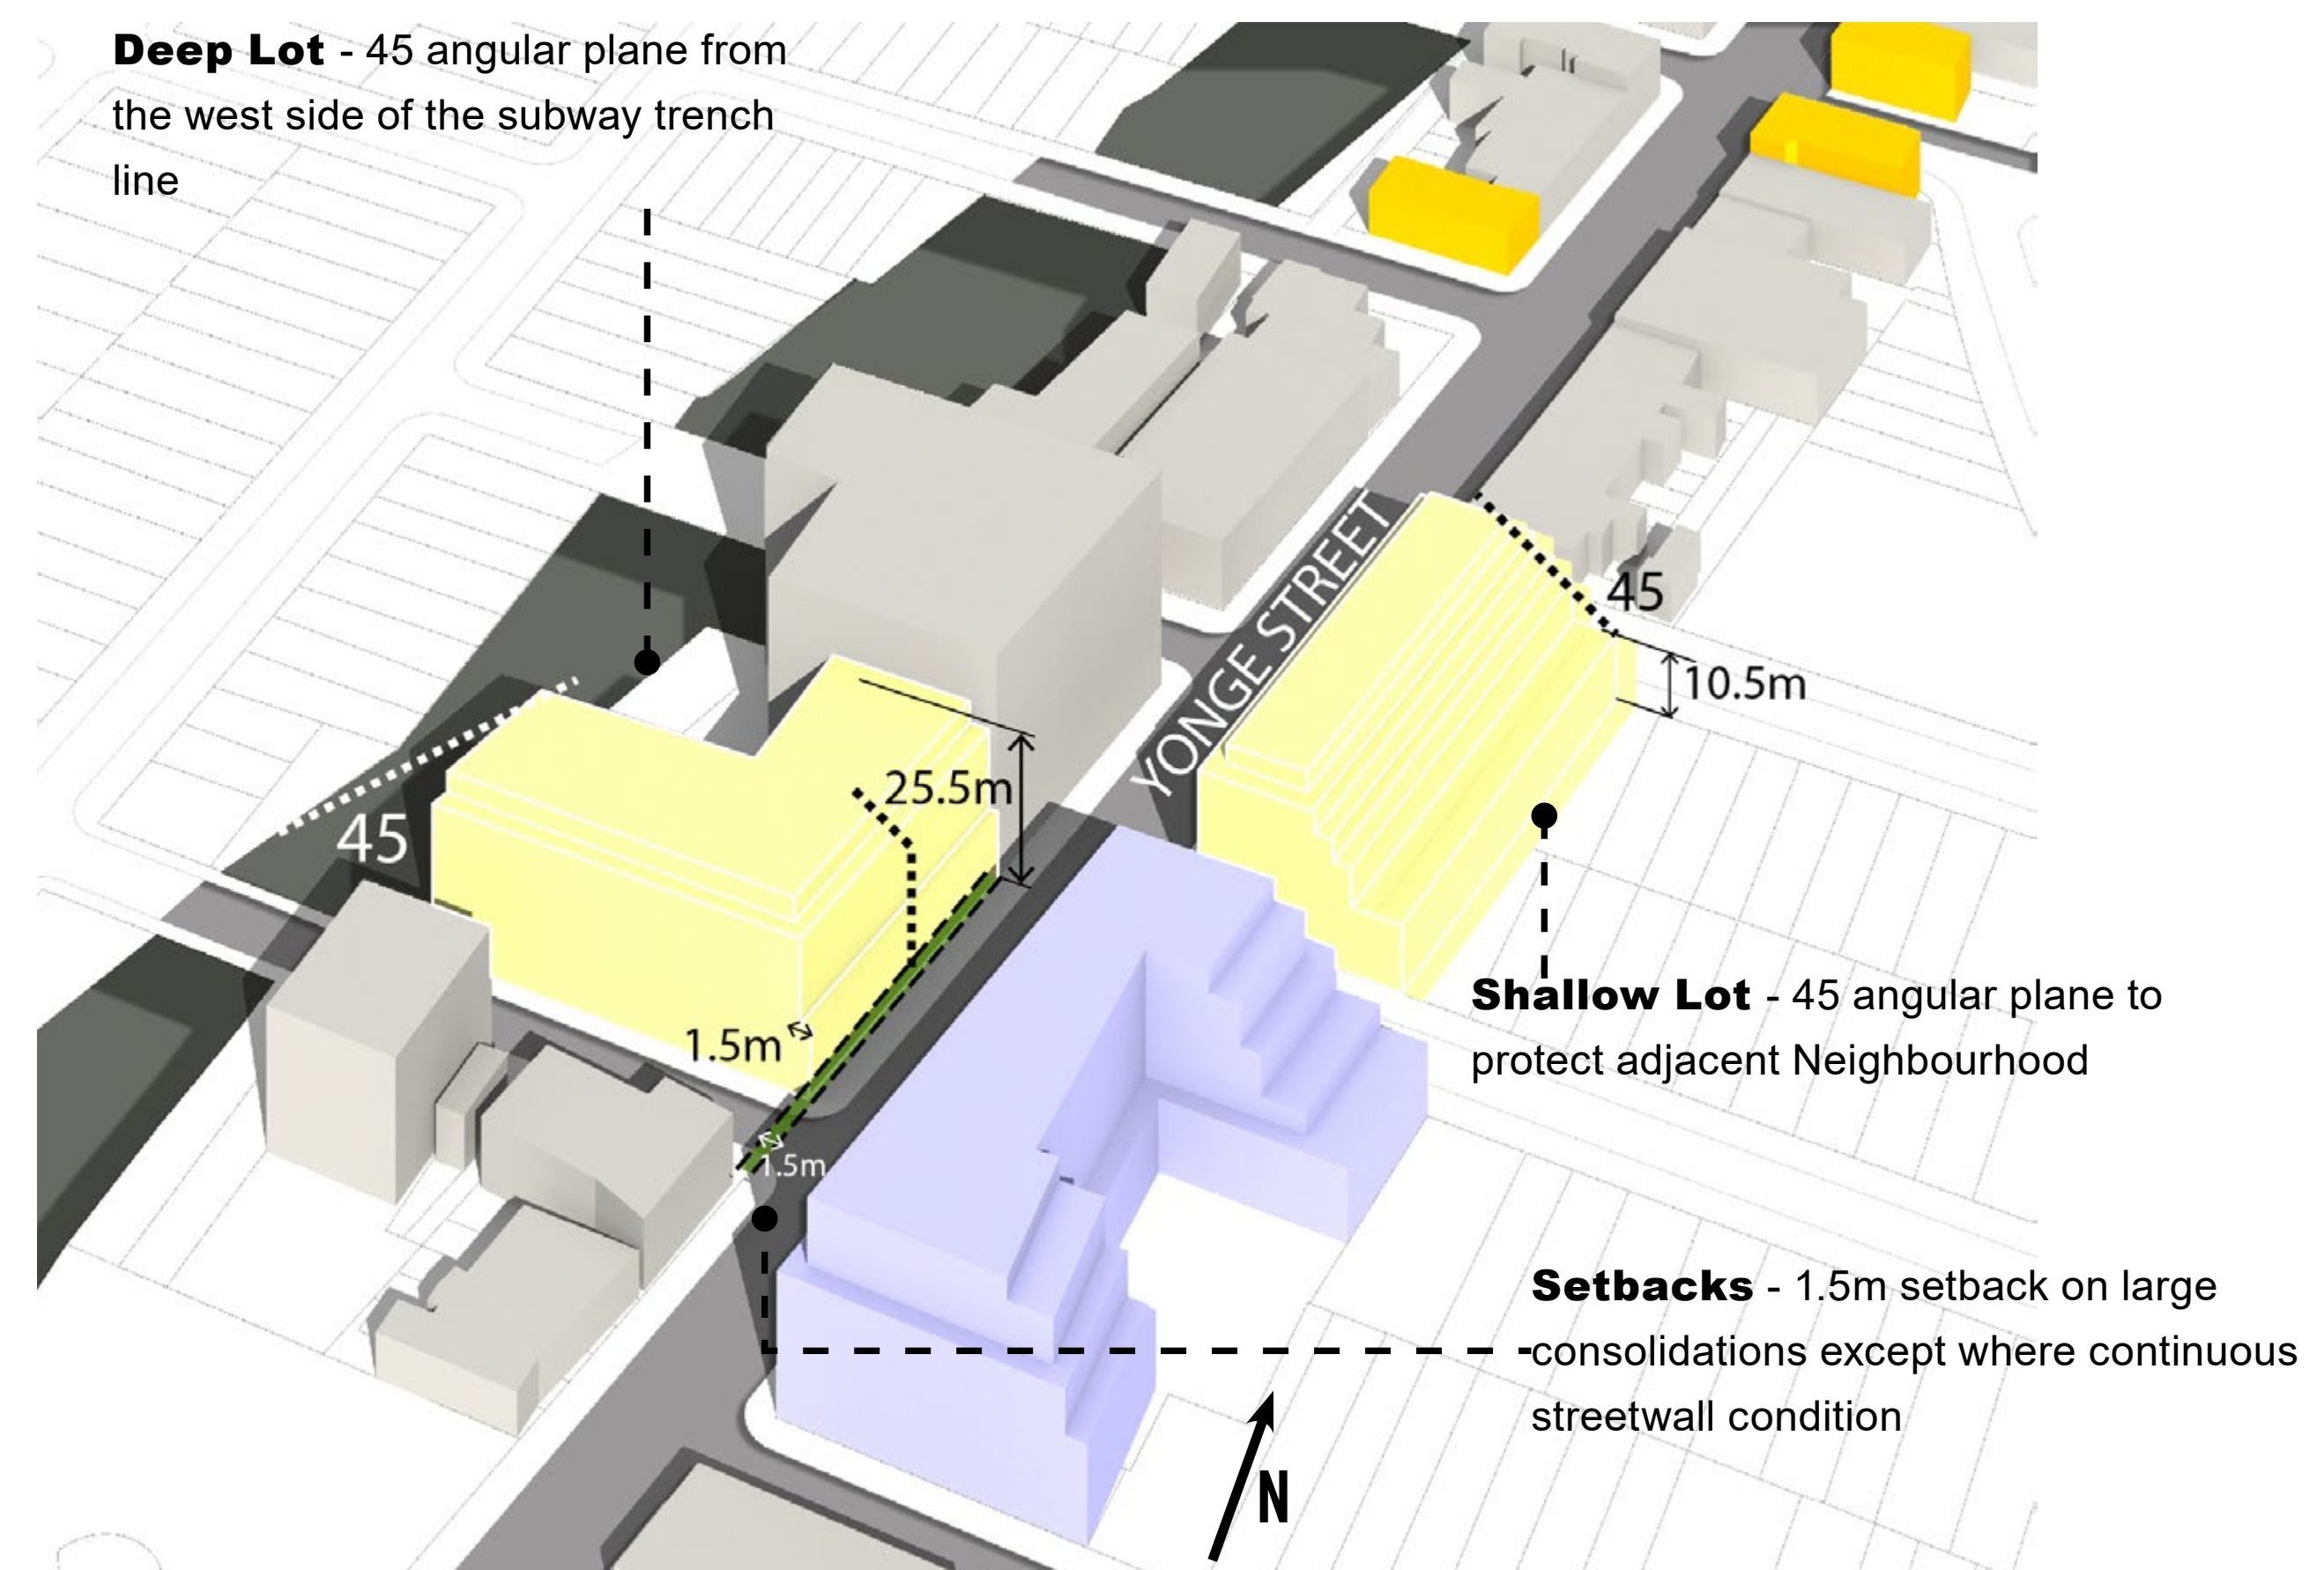 Deep Lot - 45 angular plane from
the west side of the subway trench
line
YONGE STREET
45
10.5m
25.5m
45
1.5m
1.5m
Shallow Lot - 45 angular plane to
protect adjacent Neighbourhood
Setbacks - 1.5m setback on large
consolidations except where continuous
streetwall condition
N